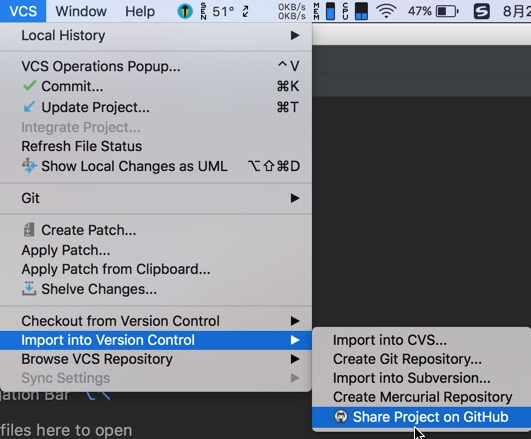 VCS Window Help SEN 51° 0KB/s 0KB/s MEM CPU 47% S 8月2
Local History
VCS Operations Popup... ^V
Commit... ⌘K
Update Project... ⌘T
Integrate Project...
Refresh File Status
Show Local Changes as UML ⌥⇧⌘D
Git
Create Patch...
Apply Patch...
Apply Patch from Clipboard...
Shelve Changes...
Checkout from Version Control
Import into Version Control
Import into CVS...
Browse VCS Repository
Create Git Repository...
Sync Settings
Import into Subversion...
Create Mercurial Repository
Share Project on GitHub
gation Bar ⌥
files here to open